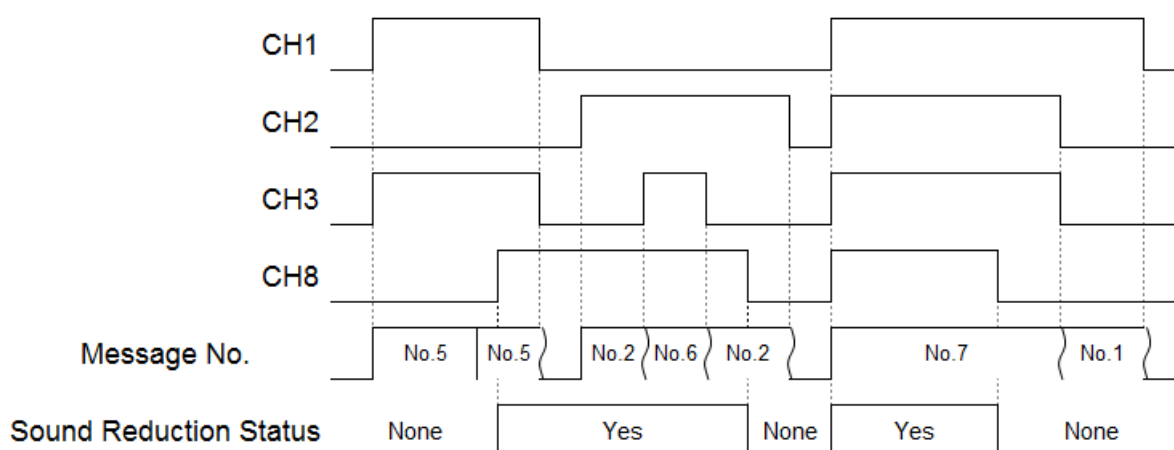 CH1
CH2
CH3
CH8
Message No. No.5 No.5 No.2 No.6 No.2 No.7 No.1
Sound Reduction Status None Yes None Yes None